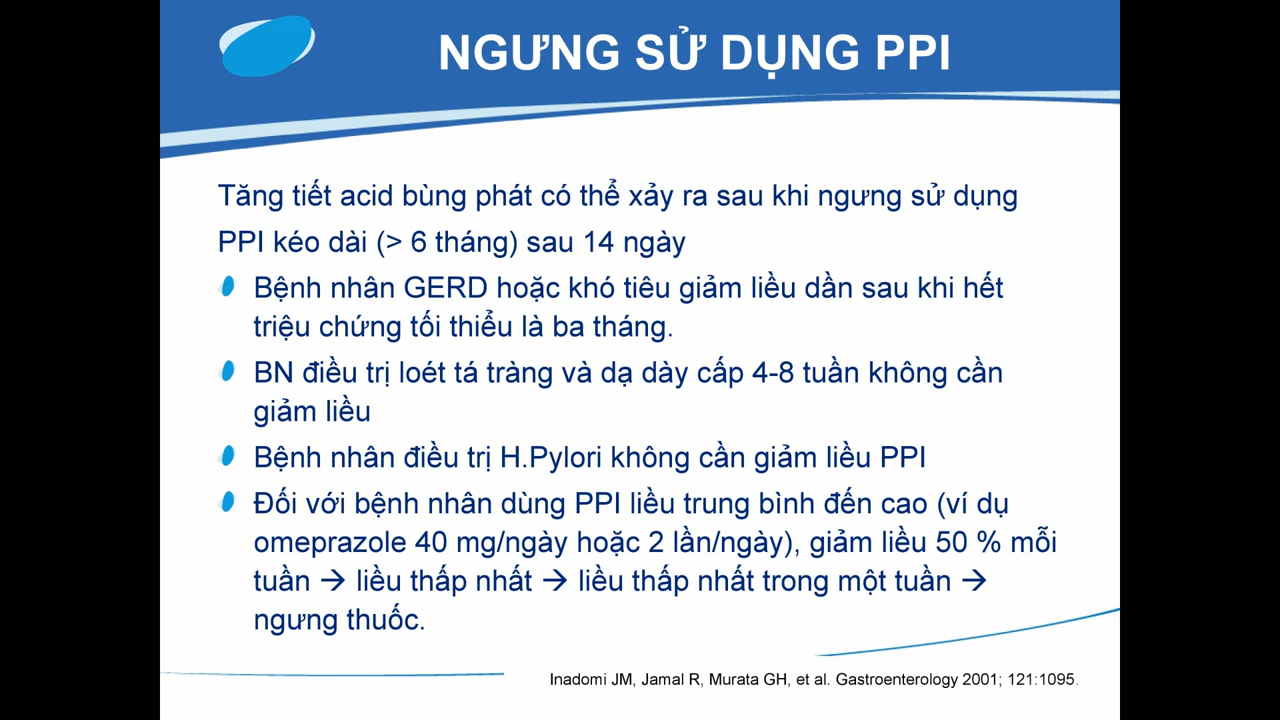 NGƯNG SỬ DỤNG PPI
Tăng tiết acid bùng phát có thể xảy ra sau khi ngưng sử dụng
PPI kéo dài (> 6 tháng) sau 14 ngày
Bệnh nhân GERD hoặc khó tiêu giảm liều dần sau khi hết
triệu chứng tối thiểu là ba tháng.
BN điều trị loét tá tràng và dạ dày cấp 4-8 tuần không cần
giảm liều
Bệnh nhân điều trị H.Pylori không cần giảm liều PPI
Đối với bệnh nhân dùng PPI liều trung bình đến cao (ví dụ
omeprazole 40 mg/ngày hoặc 2 lần/ngày), giảm liều 50 % mỗi
tuần → liều thấp nhất → liều thấp nhất trong một tuần →
ngưng thuốc.
Inadomi JM, Jamal R, Murata GH, et al. Gastroenterology 2001; 121:1095.